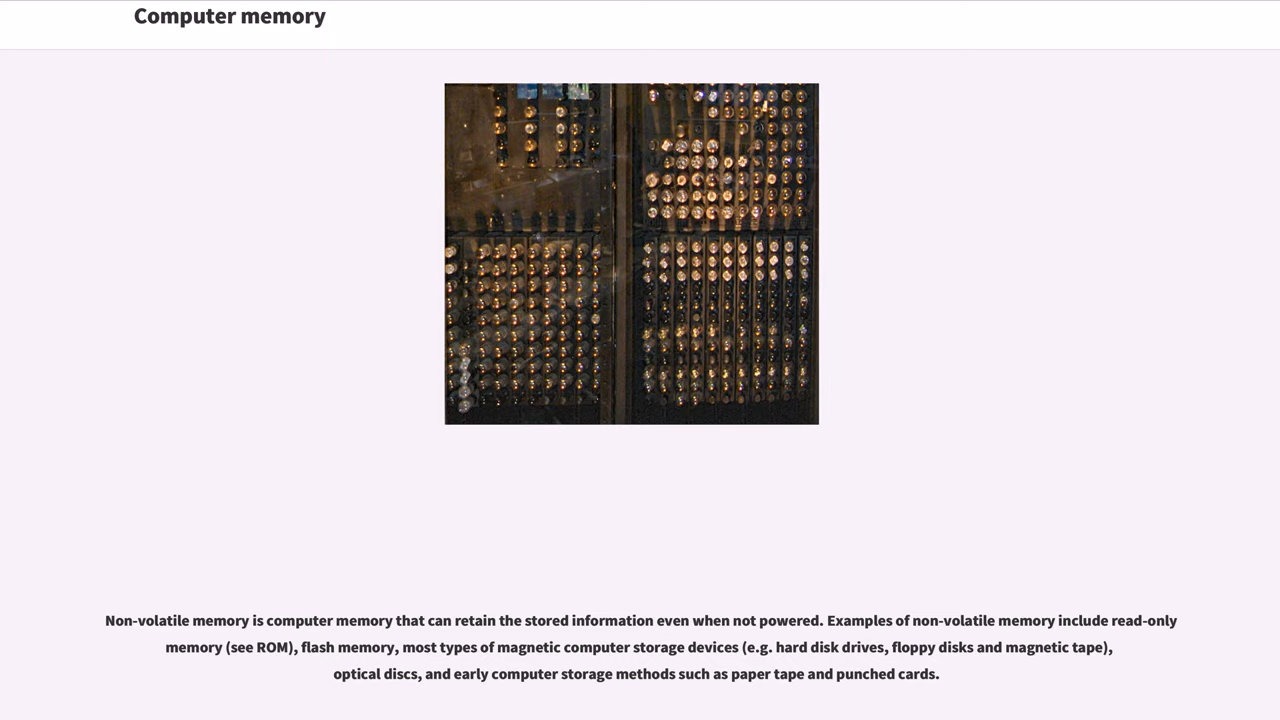 Computer memory
Non-volatile memory is computer memory that can retain the stored information even when not powered. Examples of non-volatile memory include read-only
memory (see ROM), flash memory, most types of magnetic computer storage devices (e.g. hard disk drives, floppy disks and magnetic tape),
optical discs, and early computer storage methods such as paper tape and punched cards.